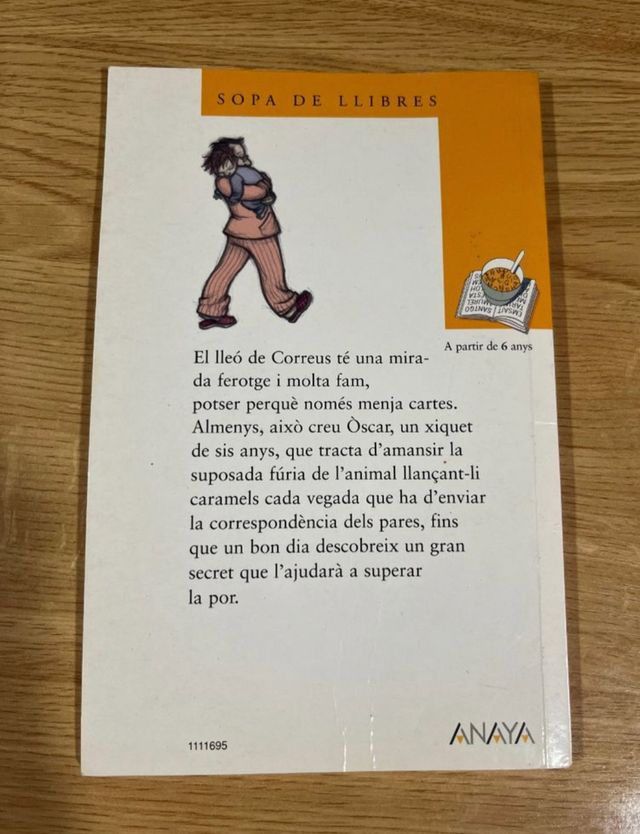 SOPA DE LLIBRES
A partir de 6 anys
El lleó de Correus té una mira-
da ferotge i molta fam,
potser perquè només menja cartes.
Almenys, això creu Òscar, un xiquet
de sis anys, que tracta d'amansir la
suposada fúria de l'animal llançant-li
caramels cada vegada que ha d'enviar
la correspondència dels pares, fins
que un bon dia descobreix un gran
secret que l'ajudarà a superar
la por.
1111695
ANAYA